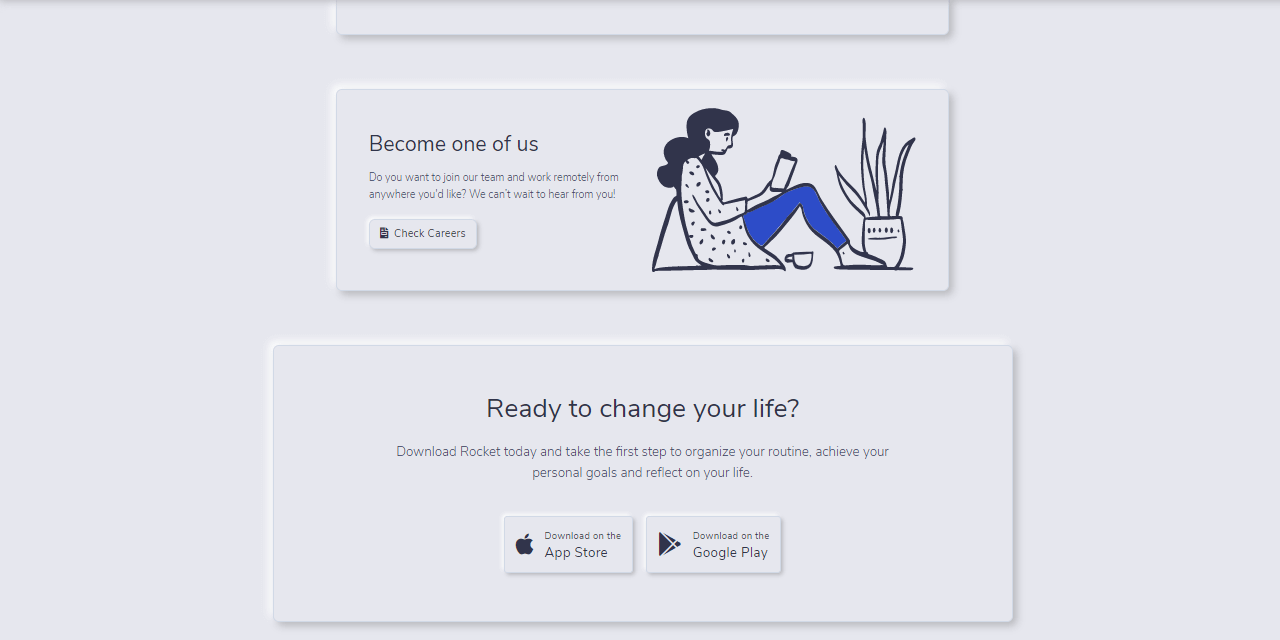 Become one of us
Do you want to join our team and work remotely from
anywhere you'd like? We can't wait to hear from you!
Check Careers
Ready to change your life?
Download Rocket today and take the first step to organize your routine, achieve your
personal goals and reflect on your life.
Download on the
App Store
Download on the
Google Play